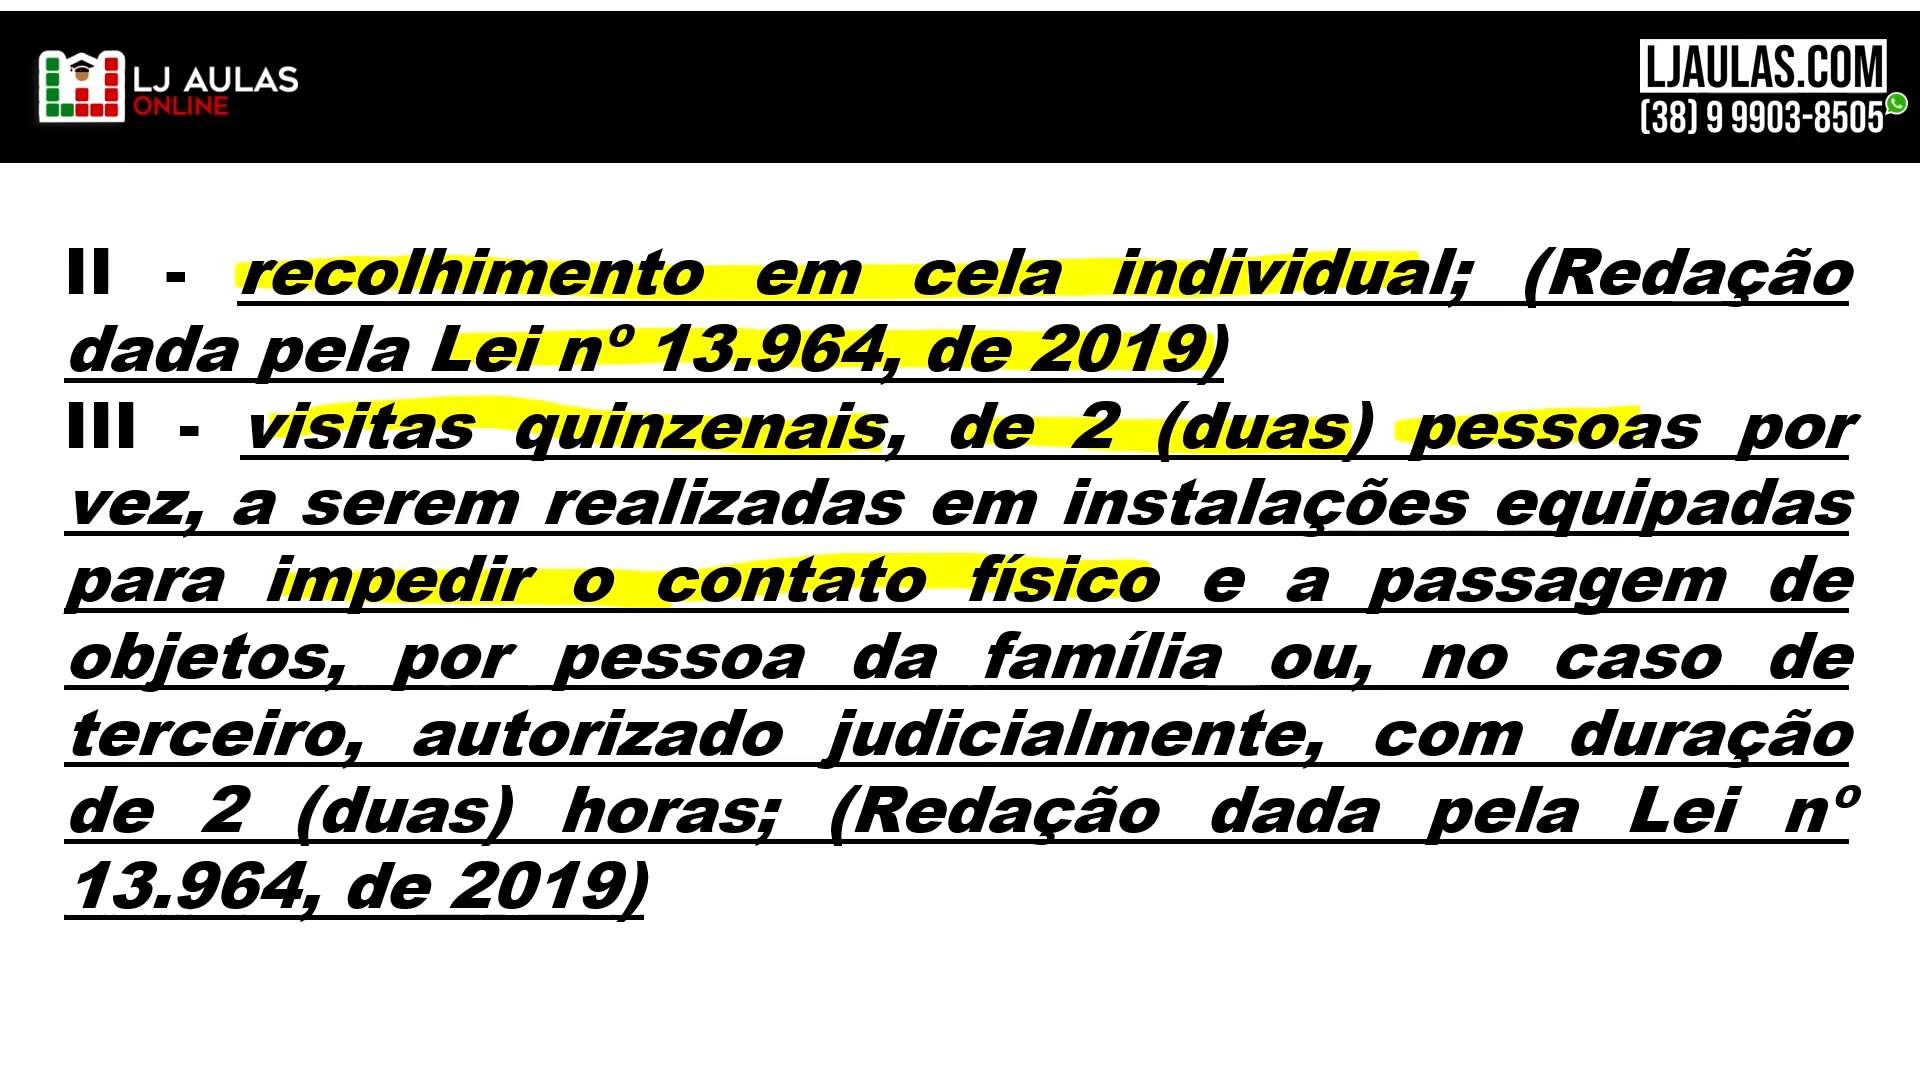 LJ AULAS
ONLINE
LJAULAS.COM
(38) 9 9903-8505
II - recolhimento em cela individual; (Redação
dada pela Lei nº 13.964, de 2019)
III - visitas quinzenais, de 2 (duas) pessoas por
vez, a serem realizadas em instalações equipadas
para impedir o contato físico e a passagem de
objetos, por pessoa da família ou, no caso de
terceiro, autorizado judicialmente, com duração
de 2 (duas) horas; (Redação dada pela Lei nº
13.964, de 2019)